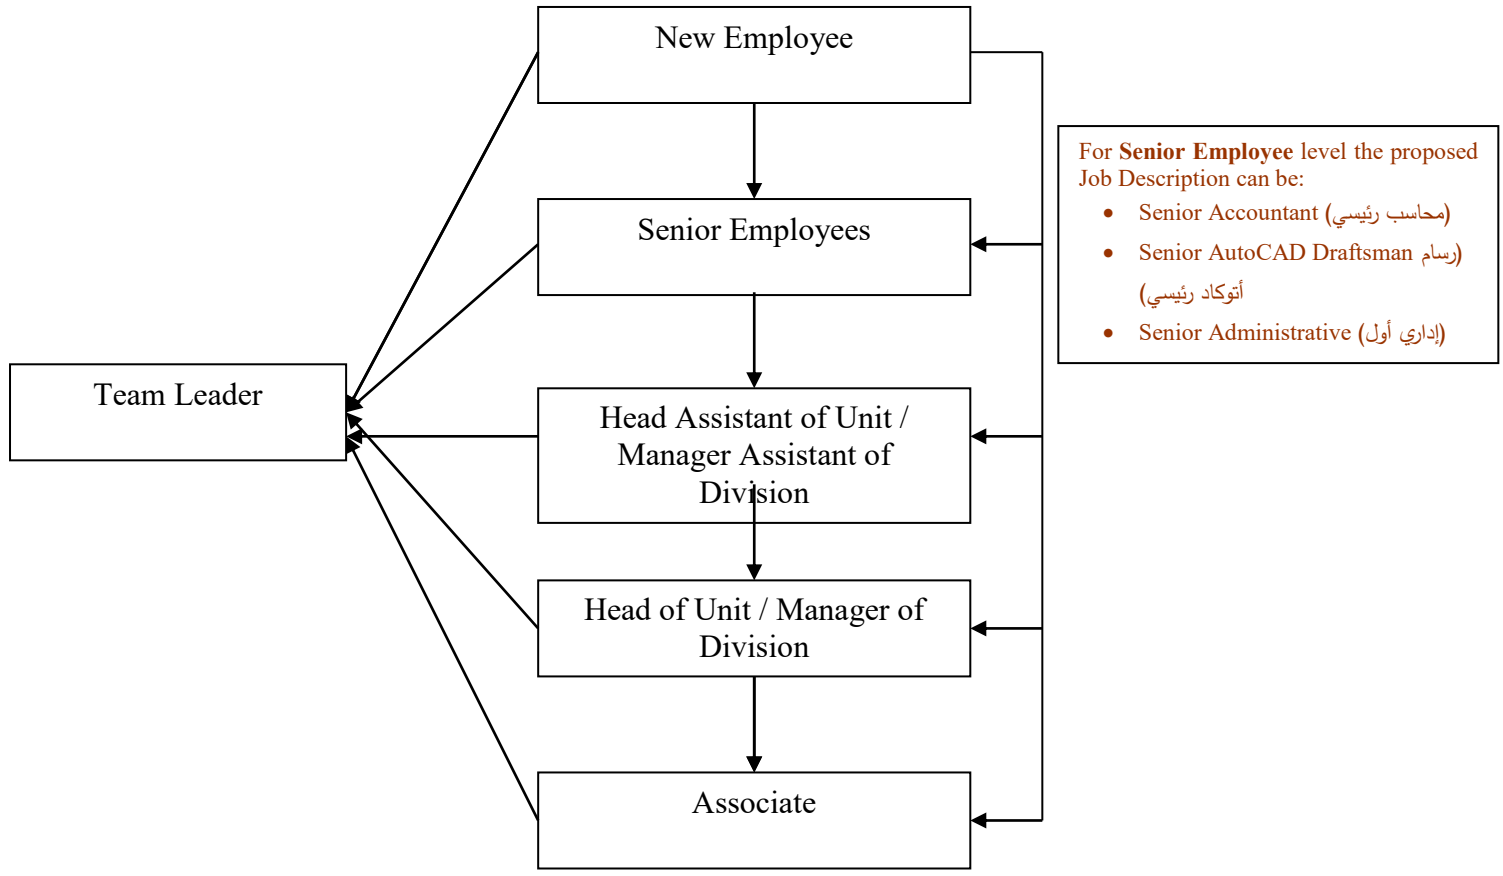 New Employee
For Senior Employee level the proposed
Job Description can be:
• Senior Accountant (محاسب رئيسي)
Senior Employees
• Senior AutoCAD Draftsman (رسام
أتوكاد رئيسي)
• Senior Administrative (إداري أول)
Team Leader
Head Assistant of Unit /
Manager Assistant of
Division
Head of Unit / Manager of
Division
Associate